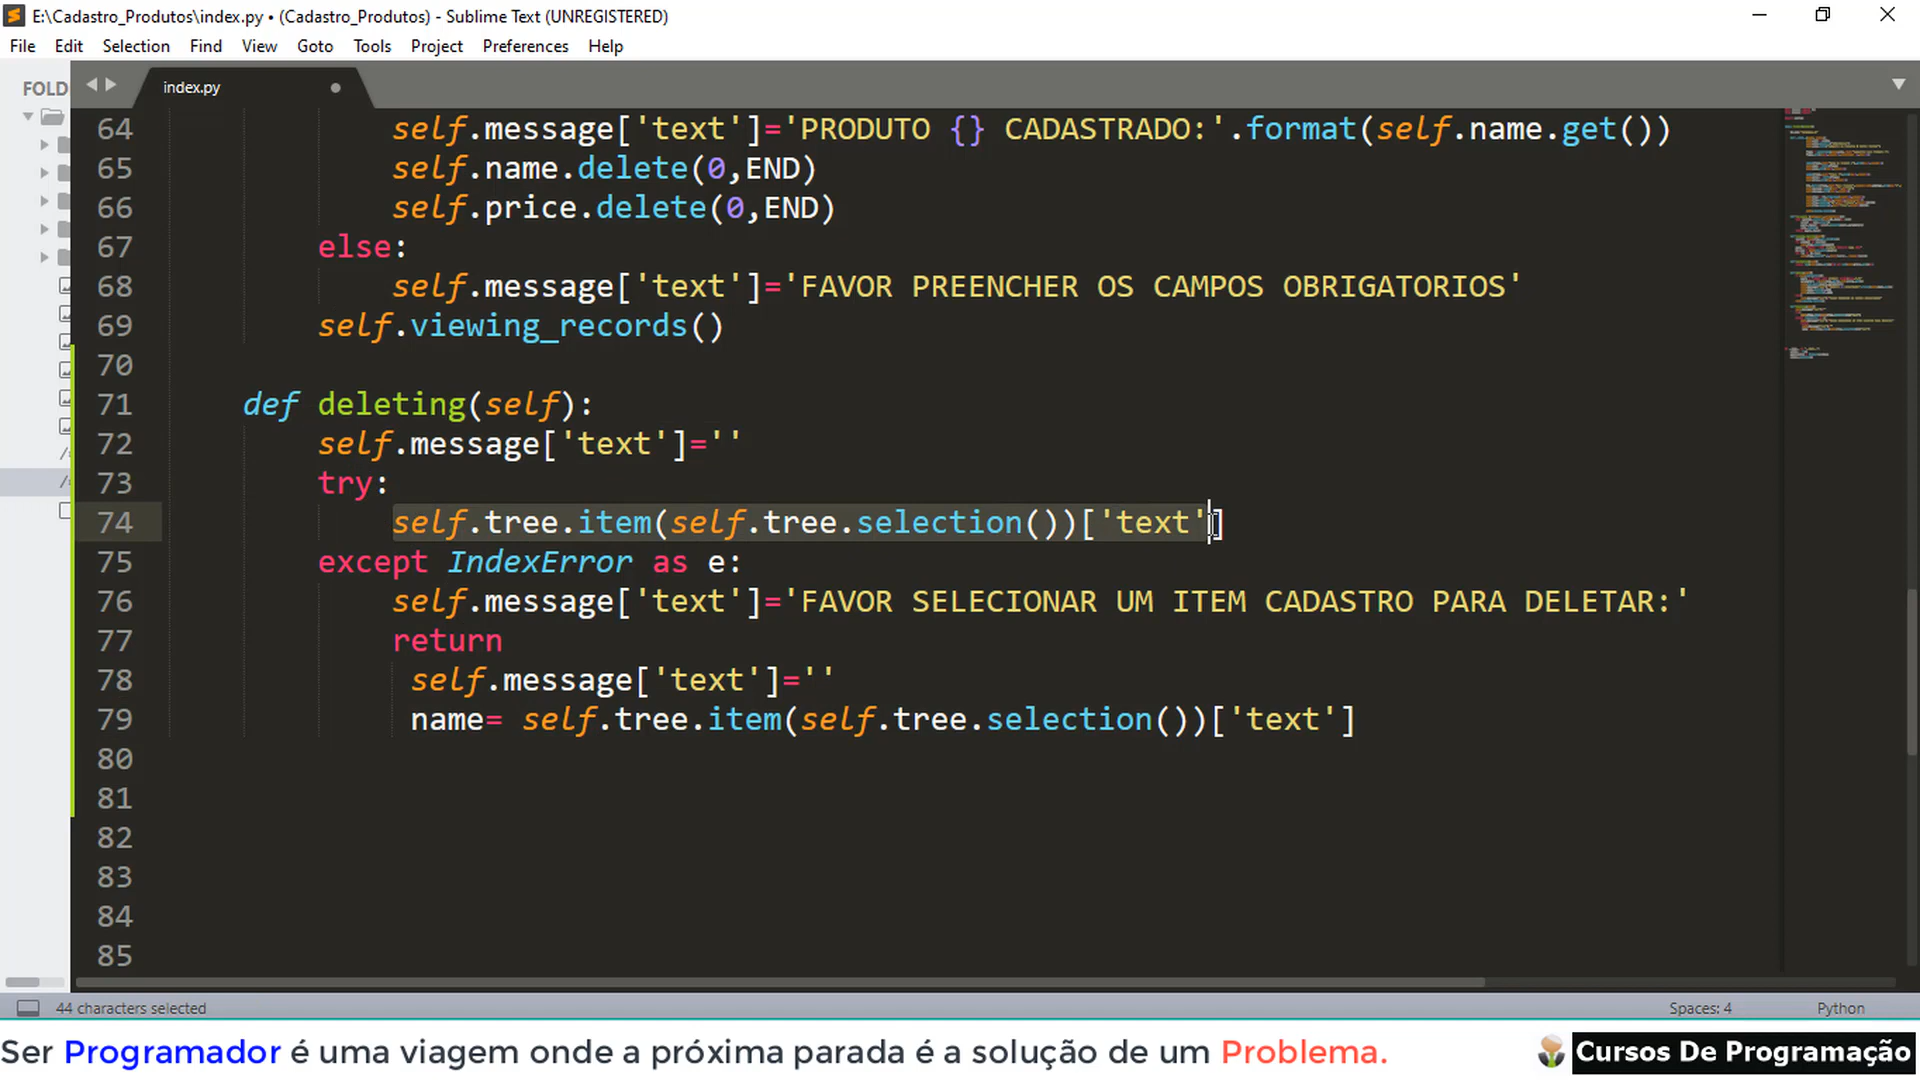 E:\Cadastro_Produtos\index.py • (Cadastro_Produtos) - Sublime Text (UNREGISTERED)
File Edit Selection Find View Goto Tools Project Preferences Help
FOLD
index.py
64 self.message['text']='PRODUTO {} CADASTRADO:'.format(self.name.get())
65 self.name.delete(0,END)
66 self.price.delete(0,END)
67 else:
68 self.message['text']='FAVOR PREENCHER OS CAMPOS OBRIGATORIOS'
69 self.viewing_records()
70
71 def deleting(self):
72 self.message['text']=''
73 try:
74 self.tree.item(self.tree.selection())['text']
75 except IndexError as e:
76 self.message['text']='FAVOR SELECIONAR UM ITEM CADASTRO PARA DELETAR:'
77 return
78 self.message['text']=''
79 name= self.tree.item(self.tree.selection())['text']
80
81
82
83
84
85
44 characters selected
Spaces: 4 Python
Ser Programador é uma viagem onde a próxima parada é a solução de um Problema.
Cursos De Programação